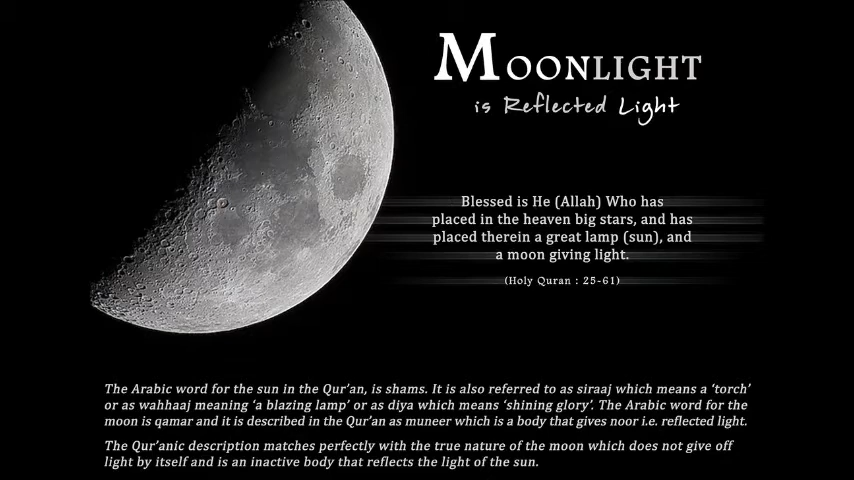 MOONLIGHT
is Reflected Light
Blessed is He (Allah) Who has
placed in the heaven big stars, and has
placed therein a great lamp (sun), and
a moon giving light.
(Holy Quran : 25-61)
The Arabic word for the sun in the Qur’an, is shams. It is also referred to as siraaj which means a ‘torch’
or as wahhaaj meaning ‘a blazing lamp’ or as diya which means ‘shining glory’. The Arabic word for the
moon is qamar and it is described in the Qur’an as muneer which is a body that gives noor i.e. reflected light.
The Qur’anic description matches perfectly with the true nature of the moon which does not give off
light by itself and is an inactive body that reflects the light of the sun.